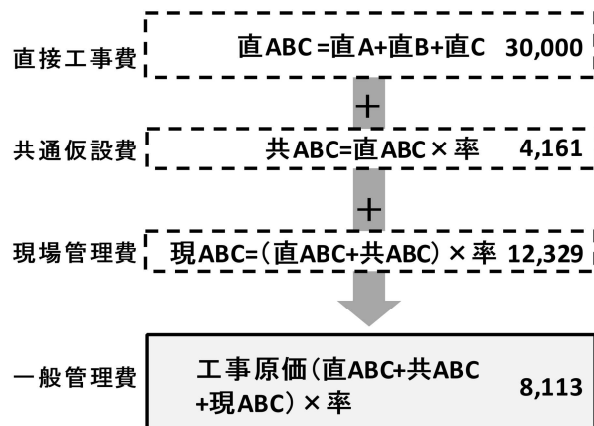 直接工事費
直ABC=直A+直B+直C 30,000
+
共通仮設費
共ABC=直ABC×率 4,161
+
現場管理費
現ABC=(直ABC+共ABC)×率 12,329
一般管理費
工事原価(直ABC+共ABC
+現ABC)×率
8,113